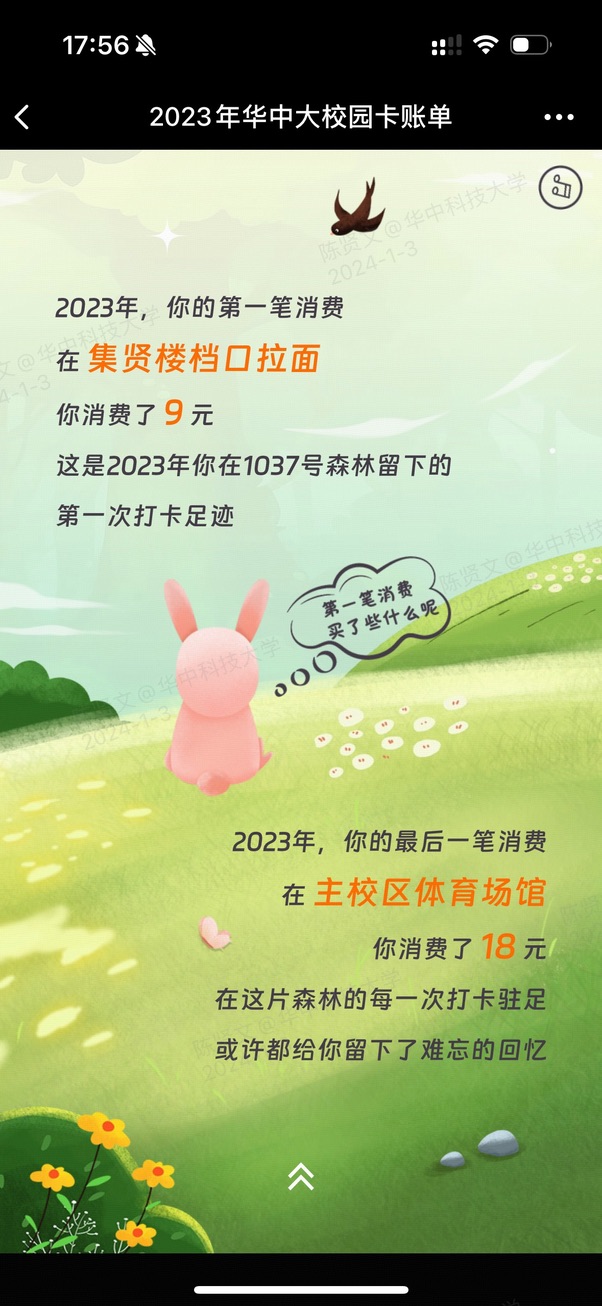 17:56
2023年华中大校园卡账单
陈贤文@华中科技大学
2024-1-3
2023年，你的第一笔消费
在 集贤楼档口拉面
你消费了 9 元
这是2023年你在1037号森林留下的
第一次打卡足迹
第一笔消费
买了些什么呢
2023年，你的最后一笔消费
在 主校区体育场馆
你消费了 18 元
在这片森林的每一次打卡驻足
或许都给你留下了难忘的回忆